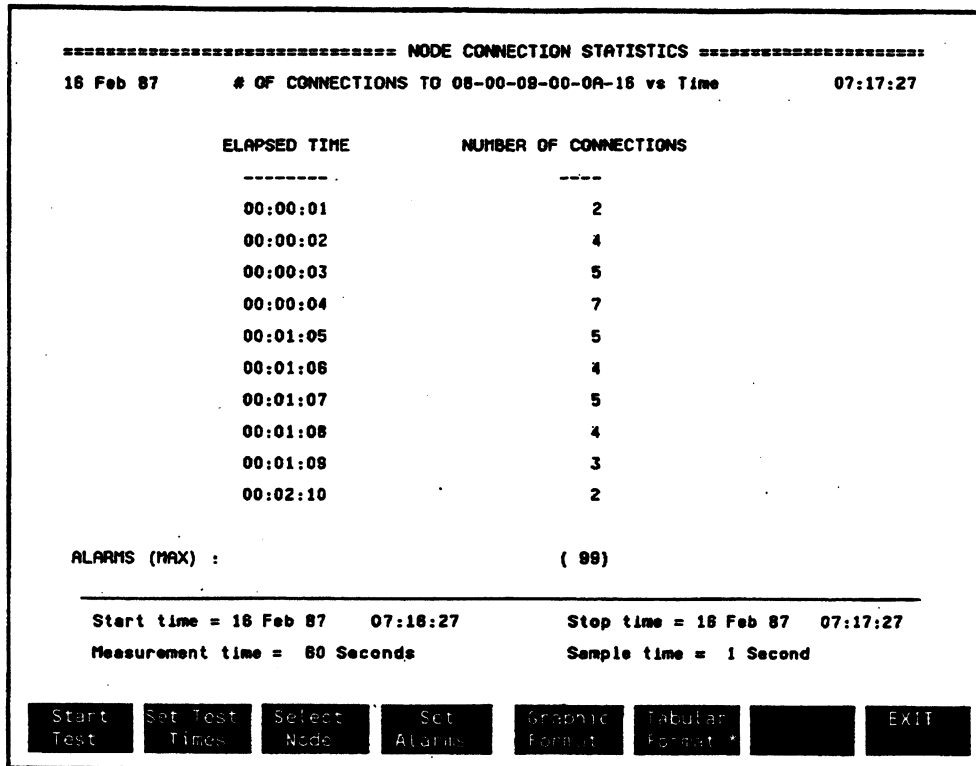 =============================== NODE CONNECTION STATISTICS =====================
16 Feb 87 # OF CONNECTIONS TO 08-00-09-00-0A-16 vs Time 07:17:27
ELAPSED TIME NUMBER OF CONNECTIONS
-------- ----
00:00:01 2
00:00:02 4
00:00:03 5
00:00:04 7
00:01:05 5
00:01:06 4
00:01:07 5
00:01:08 4
00:01:09 3
00:02:10 2
ALARMS (MAX) : ( 99)
Start time = 16 Feb 87 07:16:27 Stop time = 16 Feb 87 07:17:27
Measurement time = 60 Seconds Sample time = 1 Second
Start Test
Set Test Times
Select Node
Set Alarms
Graphic Format
Tabular Format *
EXIT